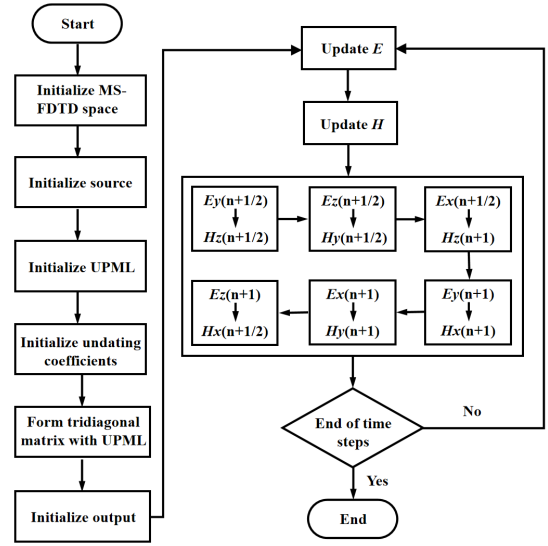 Start
Initialize MS-
FDTD space
Initialize source
Initialize UPML
Initialize undating
coefficients
Form tridiagonal
matrix with UPML
Initialize output
Update E
Update H
Ey(n+1/2)
Hz(n+1/2)
Ez(n+1/2)
Hy(n+1/2)
Ex(n+1/2)
Hz(n+1)
Ey(n+1)
Hx(n+1)
Ex(n+1)
Hy(n+1)
Ez(n+1)
Hx(n+1/2)
End of time
steps
No
Yes
End